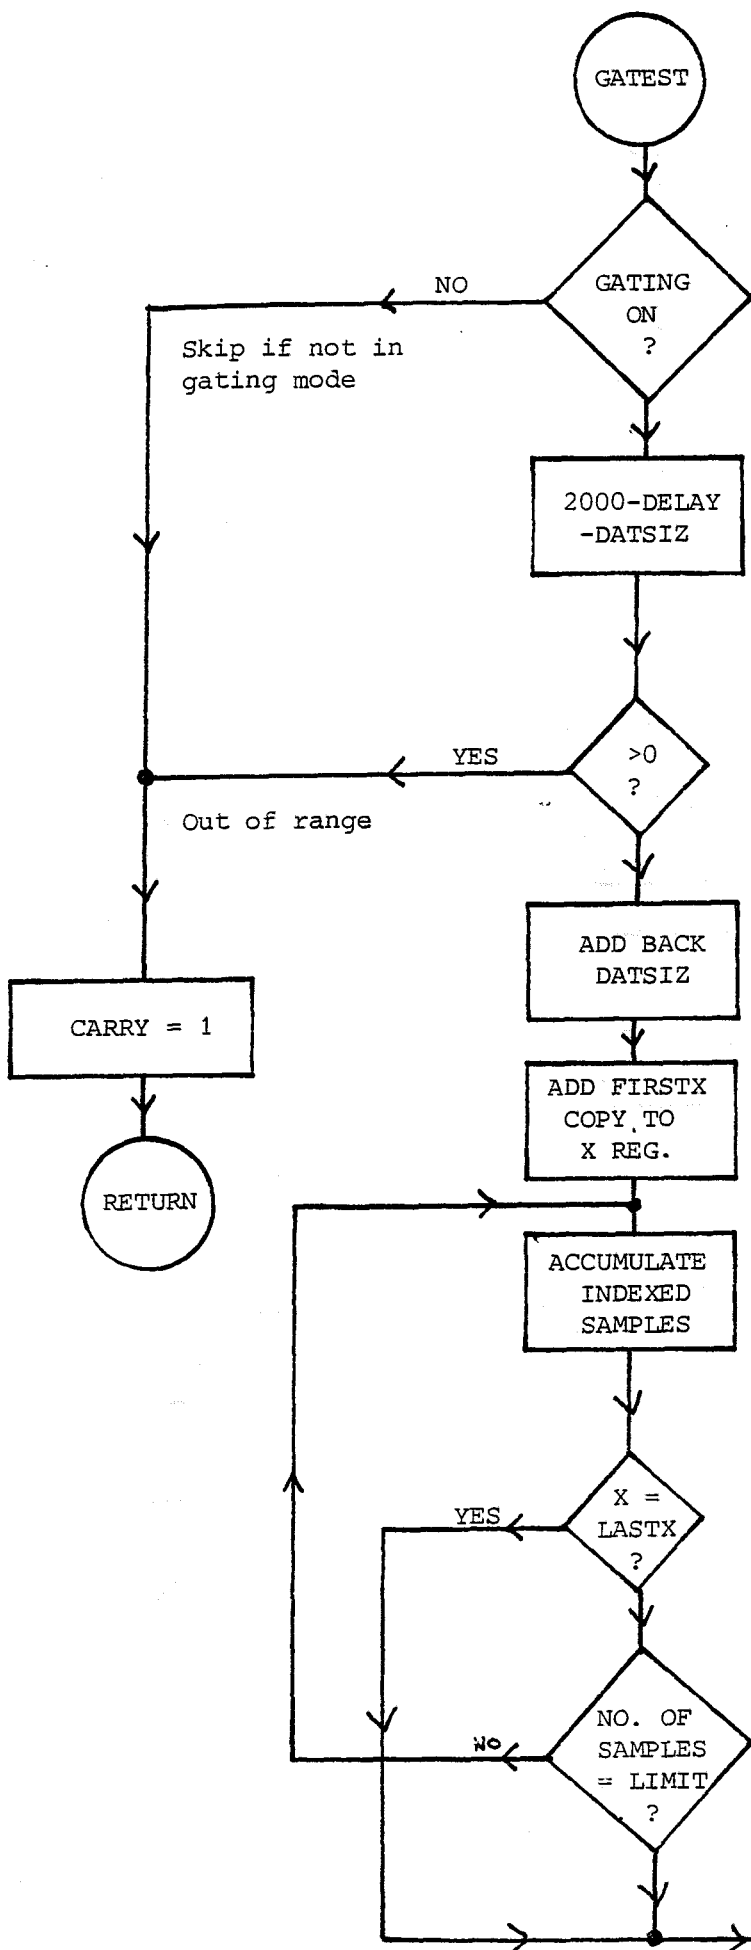 GATEST
NO
GATING
ON
?
Skip if not in
gating mode
2000-DELAY
-DATSIZ
YES
>0
?
Out of range
ADD BACK
DATSIZ
CARRY = 1
ADD FIRSTX
COPY TO
X REG.
RETURN
ACCUMULATE
INDEXED
SAMPLES
YES
X =
LASTX
?
NO. OF
SAMPLES
= LIMIT
?
NO